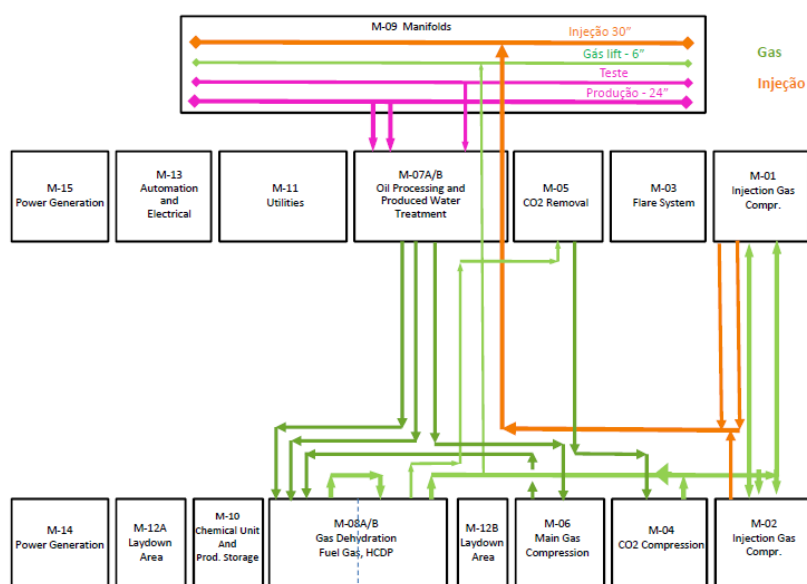 M-09 Manifolds
Injeção 30”
Gás lift - 6”
Teste
Produção - 24”
Gas
Injeção
M-15
Power Generation
M-13
Automation
and
Electrical
M-11
Utilities
M-07A/B
Oil Processing and
Produced Water
Treatment
M-05
CO2 Removal
M-03
Flare System
M-01
Injection Gas
Compr.
M-14
Power Generation
M-12A
Laydown
Area
M-10
Chemical Unit
And
Prod. Storage
M-08A/B
Gas Dehydration
Fuel Gas, HCDP
M-12B
Laydown
Area
M-06
Main Gas
Compression
M-04
CO2 Compression
M-02
Injection Gas
Compr.